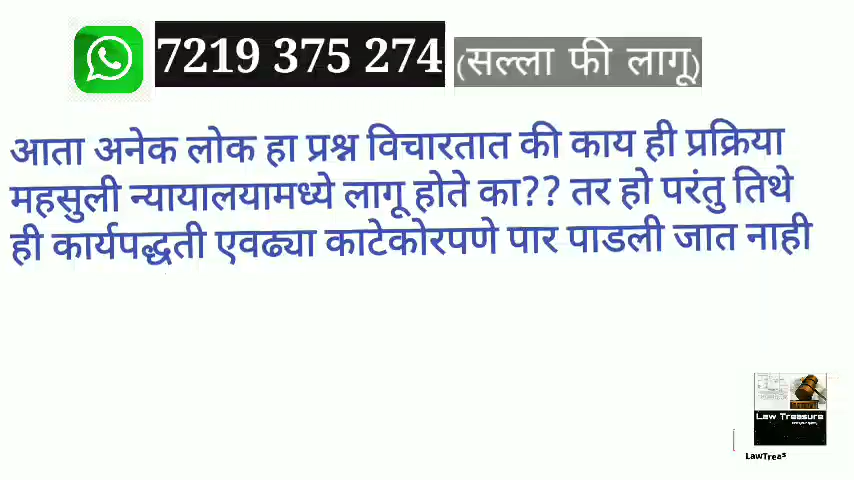 7219 375 274 (सल्ला फी लागू)
आता अनेक लोक हा प्रश्न विचारतात की काय ही प्रक्रिया
महसुली न्यायालयामध्ये लागू होते का?? तर हो परंतु तिथे
ही कार्यपद्धती एवढ्या काटेकोरपणे पार पाडली जात नाही
Law Treasure
LawTreas